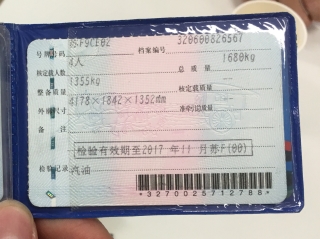 号牌号码 苏F9CE02 档案编号 320600826567
核定载人数 4人 总质量 1680kg
整备质量 1355kg 核定载质量 --
外廓尺寸 4178×1842×1352mm 准牵引总质量 --
备注
检验有效期至2017年11月苏F(00)
检验记录 汽油
*3270025712788*